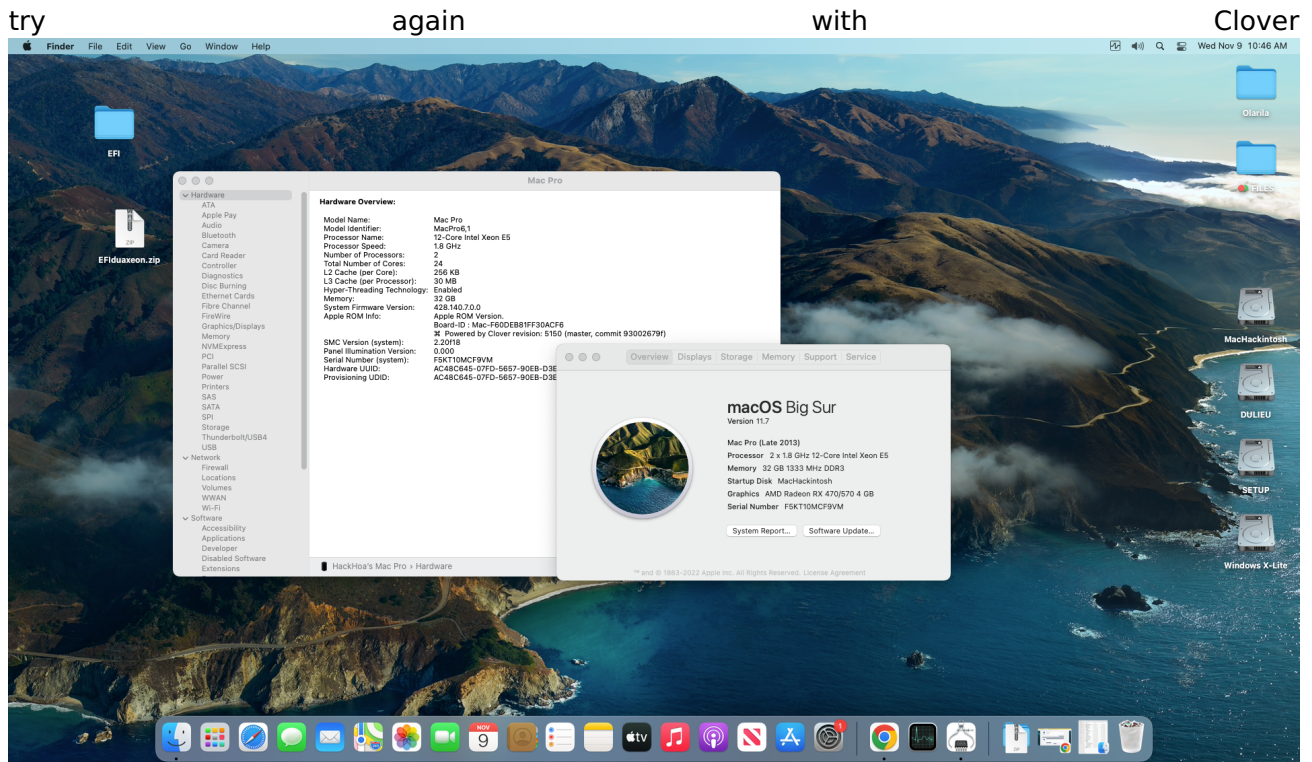 try again with Clover
Finder File Edit View Go Window Help
Wed Nov 9 10:46 AM
Olarila
EFI
FILES
EFIduaxeon.zip
ZIP
MacHackintosh
DULIEU
SETUP
Windows X-Lite
Mac Pro
Hardware
ATA
Apple Pay
Audio
Bluetooth
Camera
Card Reader
Controller
Diagnostics
Disc Burning
Ethernet Cards
Fibre Channel
FireWire
Graphics/Displays
Memory
NVMExpress
PCI
Parallel SCSI
Power
Printers
SAS
SATA
SPI
Storage
Thunderbolt/USB4
USB
Network
Firewall
Locations
Volumes
WWAN
Wi-Fi
Software
Accessibility
Applications
Developer
Disabled Software
Extensions
Hardware Overview:
Model Name: Mac Pro
Model Identifier: MacPro6,1
Processor Name: 12-Core Intel Xeon E5
Processor Speed: 1.8 GHz
Number of Processors: 2
Total Number of Cores: 24
L2 Cache (per Core): 256 KB
L3 Cache (per Processor): 30 MB
Hyper-Threading Technology: Enabled
Memory: 32 GB
System Firmware Version: 428.140.7.0.0
Apple ROM Info: Apple ROM Version.
Board-ID : Mac-F60DEB81FF30ACF6
⌘ Powered by Clover revision: 5150 (master, commit 93002679f)
SMC Version (system): 2.20f18
Panel Illumination Version: 0.000
Serial Number (system): F5KT10MCF9VM
Hardware UUID: AC48C645-07FD-5657-90EB-D3E
Provisioning UDID: AC48C645-07FD-5657-90EB-D3E
HackHoa's Mac Pro › Hardware
Overview Displays Storage Memory Support Service
macOS Big Sur
Version 11.7
Mac Pro (Late 2013)
Processor 2 x 1.8 GHz 12-Core Intel Xeon E5
Memory 32 GB 1333 MHz DDR3
Startup Disk MacHackintosh
Graphics AMD Radeon RX 470/570 4 GB
Serial Number F5KT10MCF9VM
System Report... Software Update...
™ and © 1983-2022 Apple Inc. All Rights Reserved. License Agreement
NOV
9
tv
1
ZIP